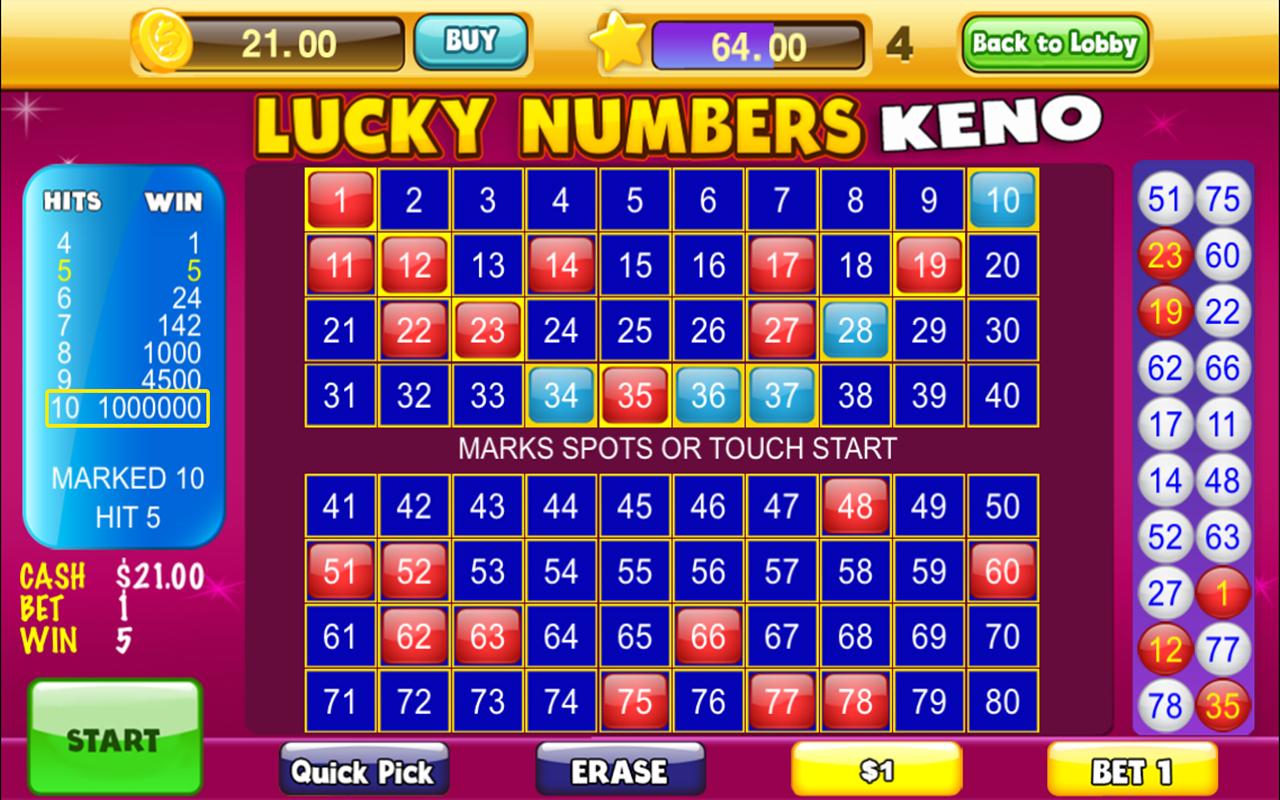 21.00 BUY 64.00 4 Back to Lobby
LUCKY NUMBERS KENO
HITS WIN
4 1
5 5
6 24
7 142
8 1000
9 4500
10 1000000
MARKED 10
HIT 5
CASH $21.00
BET 1
WIN 5
START
1 2 3 4 5 6 7 8 9 10
11 12 13 14 15 16 17 18 19 20
21 22 23 24 25 26 27 28 29 30
31 32 33 34 35 36 37 38 39 40
MARKS SPOTS OR TOUCH START
41 42 43 44 45 46 47 48 49 50
51 52 53 54 55 56 57 58 59 60
61 62 63 64 65 66 67 68 69 70
71 72 73 74 75 76 77 78 79 80
51 75
23 60
19 22
62 66
17 11
14 48
52 63
27 1
12 77
78 35
Quick Pick ERASE $1 BET 1